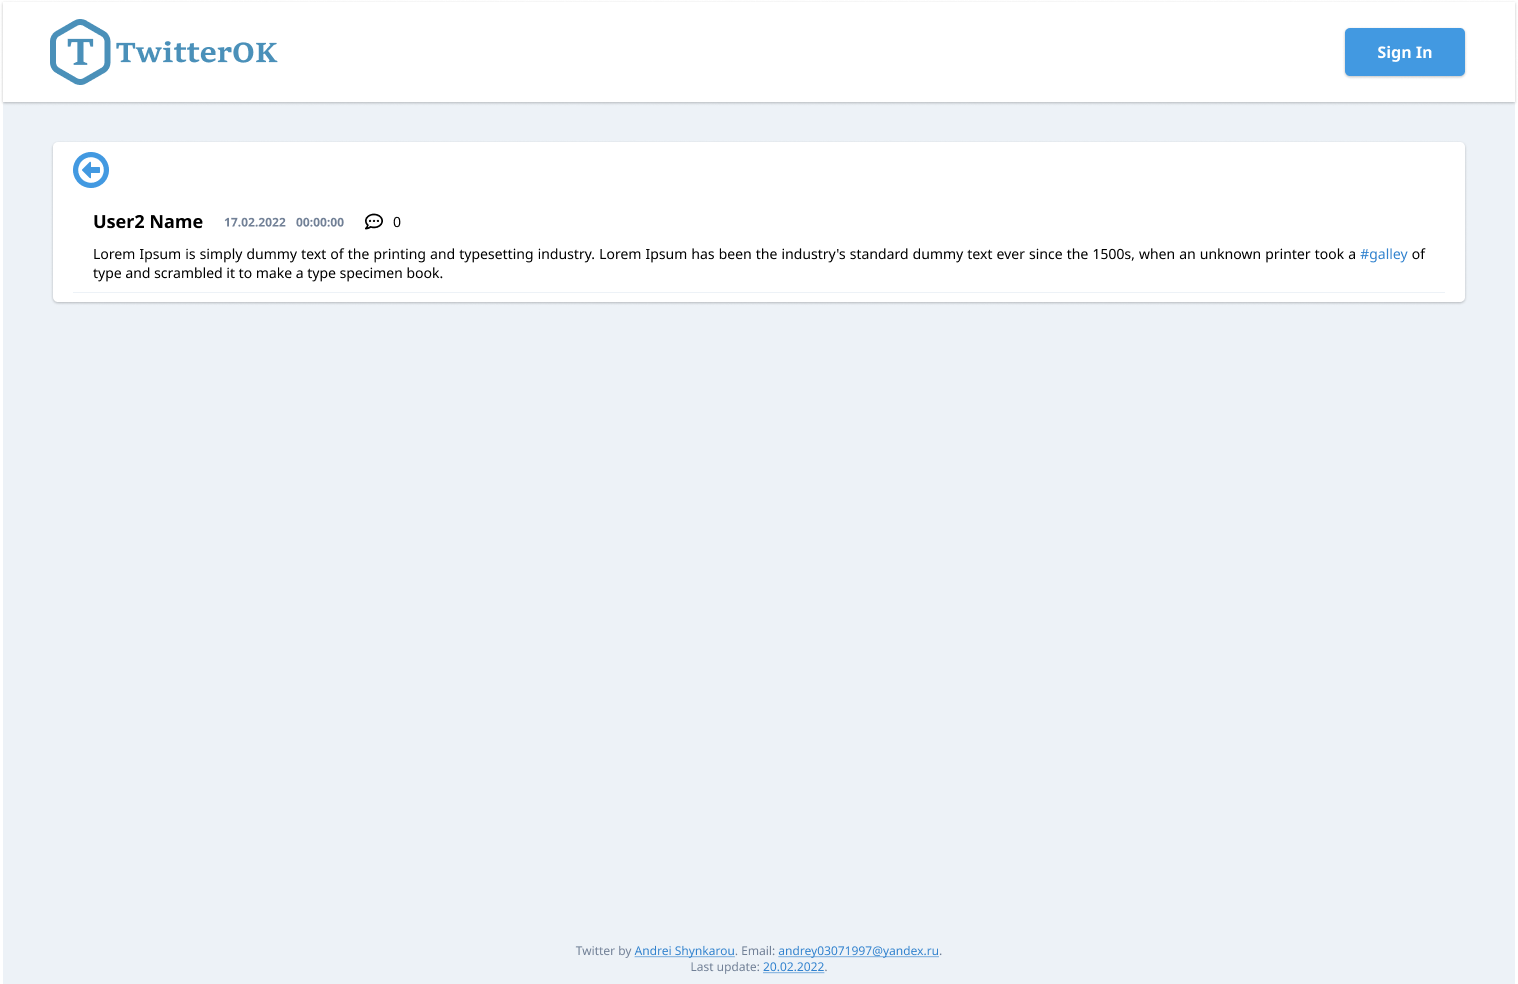 T TwitterOK
Sign In
User2 Name 17.02.2022 00:00:00 0
Lorem Ipsum is simply dummy text of the printing and typesetting industry. Lorem Ipsum has been the industry's standard dummy text ever since the 1500s, when an unknown printer took a #galley of
type and scrambled it to make a type specimen book.
Twitter by Andrei Shynkarou. Email: andrey03071997@yandex.ru.
Last update: 20.02.2022.